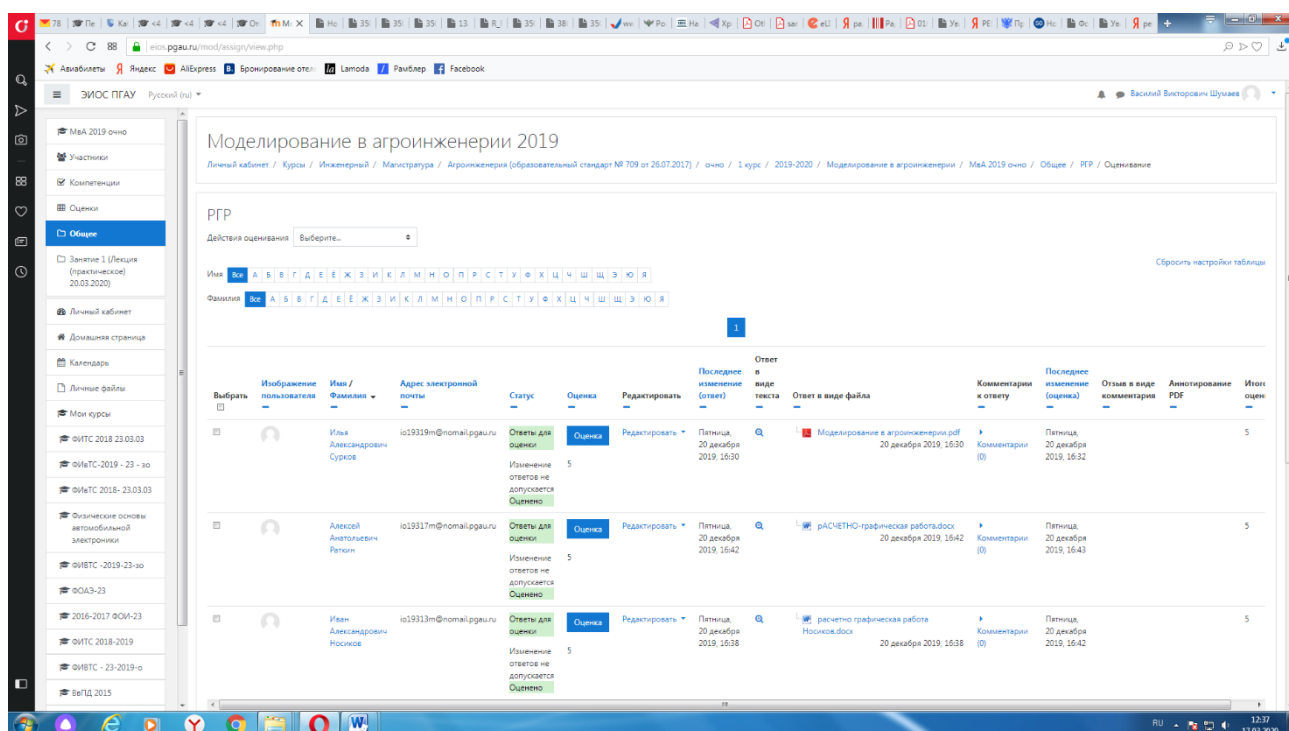 eios.pgau.ru/mod/assign/view.php
Авиабилеты Яндекс AliExpress Lamoda Рамблер Facebook
ЭИОС ПГАУ Русский (ru)
Василий Викторович Шумаев
МвА 2019 очно
Участники
Компетенции
Оценки
Общее
Занятие 1 (Лекция
(практическое)
20.03.2020)
Личный кабинет
Домашняя страница
Календарь
Личные файлы
Мои курсы
ФИТС 2018 23.03.03
ФИвТС-2019 - 23 - зо
ФИвТС 2018- 23.03.03
Физические основы
автомобильной
электроники
ФИВТС -2019-23-зо
ФОАЭ-23
2016-2017 ФОИ-23
ФИТС 2018-2019
ФИВТС - 23-2019-о
ВвПД 2015
Моделирование в агроинженерии 2019
Личный кабинет / Курсы / Инженерный / Магистратура / Агроинженерия (образовательный стандарт № 709 от 26.07.2017) / очно / 1 курс / 2019-2020 / Моделирование в агроинженерии / МвА 2019 очно / Общее / РГР / Оценивание
РГР
Действия оценивания Выберите...
Сбросить настройки таблицы
Имя Все А Б В Г Д Е Ё Ж З И К Л М Н О П Р С Т У Ф Х Ц Ч Ш Щ Э Ю Я
Фамилия Все А Б В Г Д Е Ё Ж З И К Л М Н О П Р С Т У Ф Х Ц Ч Ш Щ Э Ю Я
1
Выбрать
Изображение
пользователя
Имя /
Фамилия
Адрес электронной
почты
Статус
Оценка
Редактировать
Последнее
изменение
(ответ)
Ответ
в
виде
текста
Ответ в виде файла
Комментарии
к ответу
Последнее
изменение
(оценка)
Отзыв в виде
комментария
Аннотирование
PDF
Илья
Александрович
Сурков
io19319m@nomail.pgau.ru
Ответы для
оценки
Изменение
ответов не
допускается
Оценено
Оценка
5
Редактировать
Пятница,
20 декабря
2019, 16:30
Моделирование в агроинженерии.pdf
20 декабря 2019, 16:30
Комментарии
(0)
Пятница,
20 декабря
2019, 16:32
5
Алексей
Анатольевич
Раткин
io19317m@nomail.pgau.ru
Ответы для
оценки
Изменение
ответов не
допускается
Оценено
Оценка
5
Редактировать
Пятница,
20 декабря
2019, 16:42
рАСЧЕТНО-графическая работа.docx
20 декабря 2019, 16:42
Комментарии
(0)
Пятница,
20 декабря
2019, 16:43
5
Иван
Александрович
Носиков
io19313m@nomail.pgau.ru
Ответы для
оценки
Изменение
ответов не
допускается
Оценено
Оценка
5
Редактировать
Пятница,
20 декабря
2019, 16:38
расчетно графическая работа
Носиков.docx
20 декабря 2019, 16:38
Комментарии
(0)
Пятница,
20 декабря
2019, 16:42
5
RU
12:37